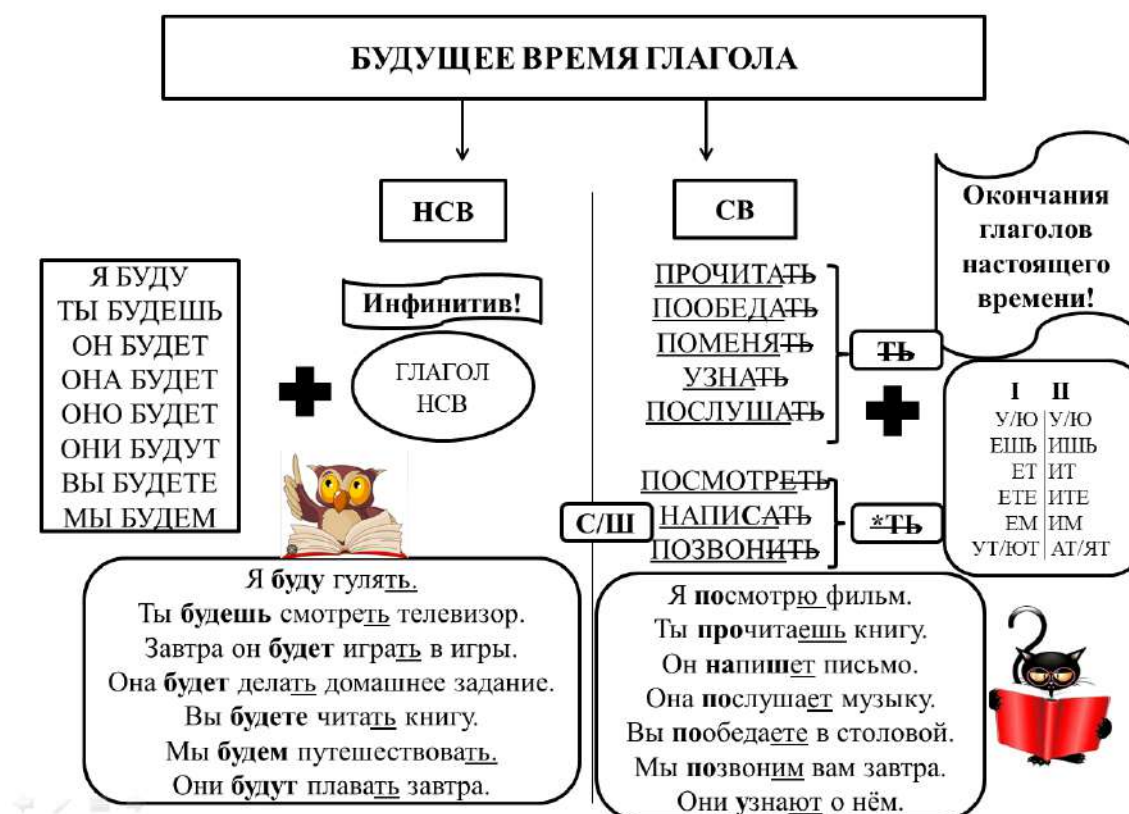 БУДУЩЕЕ ВРЕМЯ ГЛАГОЛА
НСВ
Я БУДУ
ТЫ БУДЕШЬ
ОН БУДЕТ
ОНА БУДЕТ
ОНО БУДЕТ
ОНИ БУДУТ
ВЫ БУДЕТЕ
МЫ БУДЕМ
Инфинитив!
ГЛАГОЛ
НСВ
Я буду гулять.
Ты будешь смотреть телевизор.
Завтра он будет играть в игры.
Она будет делать домашнее задание.
Вы будете читать книгу.
Мы будем путешествовать.
Они будут плавать завтра.
СВ
ПРОЧИТАТЬ
ПООБЕДАТЬ
ПОМЕНЯТЬ
УЗНАТЬ
ПОСЛУШАТЬ
ТЬ
С/Ш
ПОСМОТРЕТЬ
НАПИСАТЬ
ПОЗВОНИТЬ
*ТЬ
Окончания
глаголов
настоящего
времени!
I II
У/Ю У/Ю
ЕШЬ ИШЬ
ЕТ ИТ
ЕТЕ ИТЕ
ЕМ ИМ
УТ/ЮТ АТ/ЯТ
Я посмотрю фильм.
Ты прочитаешь книгу.
Он напишет письмо.
Она послушает музыку.
Вы пообедаете в столовой.
Мы позвоним вам завтра.
Они узнают о нём.